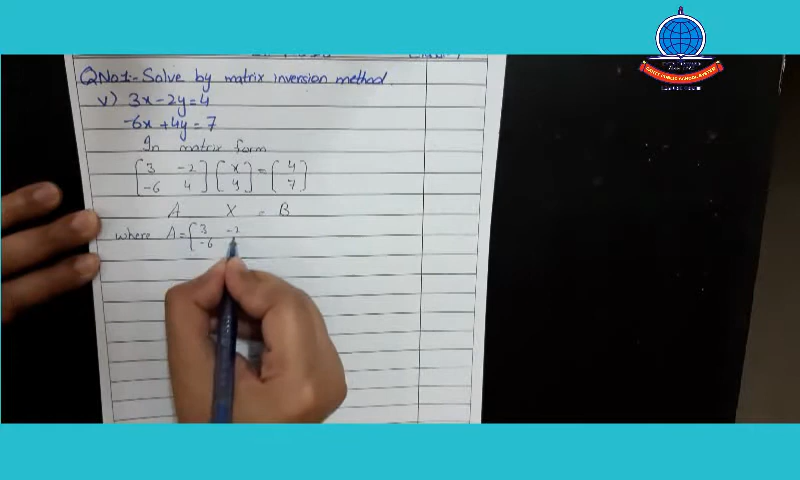 QNo1:- Solve by matrix inversion method
v) 3x - 2y = 4
-6x + 4y = 7
In matrix form
[3 -2] [x] = [4]
[-6 4] [y] [7]
A X = B
where A = [3 -2
-6